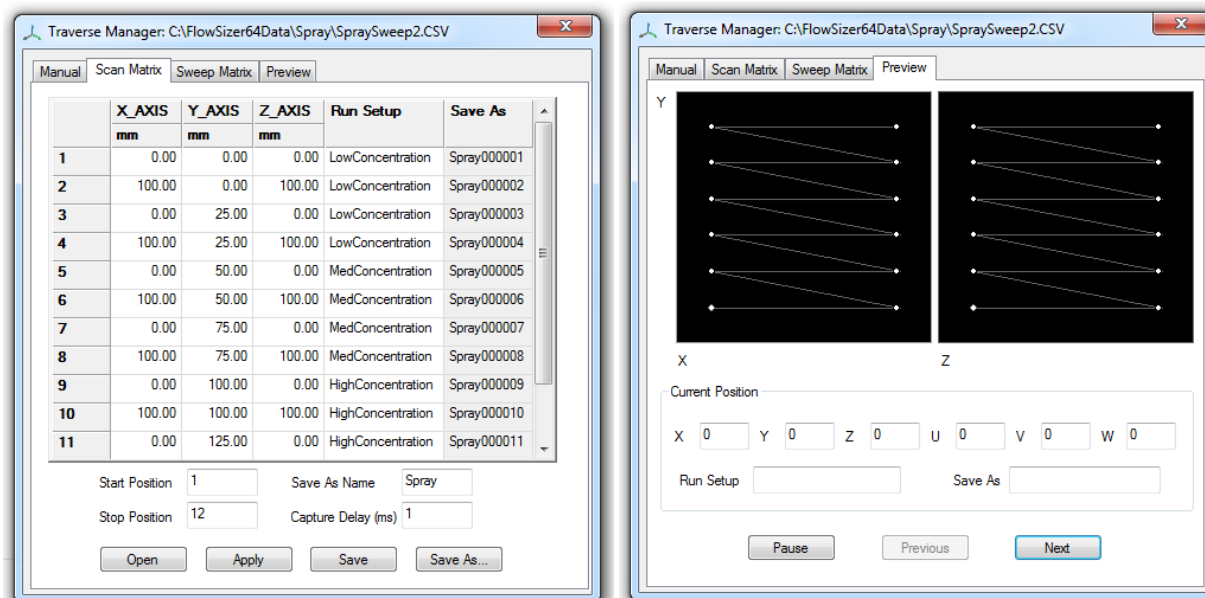 Traverse Manager: C:\FlowSizer64Data\Spray\SpraySweep2.CSV
Manual Scan Matrix Sweep Matrix Preview
X_AXIS Y_AXIS Z_AXIS Run Setup Save As
mm mm mm
1 0.00 0.00 0.00 LowConcentration Spray000001
2 100.00 0.00 100.00 LowConcentration Spray000002
3 0.00 25.00 0.00 LowConcentration Spray000003
4 100.00 25.00 100.00 LowConcentration Spray000004
5 0.00 50.00 0.00 MedConcentration Spray000005
6 100.00 50.00 100.00 MedConcentration Spray000006
7 0.00 75.00 0.00 MedConcentration Spray000007
8 100.00 75.00 100.00 MedConcentration Spray000008
9 0.00 100.00 0.00 HighConcentration Spray000009
10 100.00 100.00 100.00 HighConcentration Spray000010
11 0.00 125.00 0.00 HighConcentration Spray000011
Start Position 1 Save As Name Spray
Stop Position 12 Capture Delay (ms) 1
Open Apply Save Save As...
Traverse Manager: C:\FlowSizer64Data\Spray\SpraySweep2.CSV
Manual Scan Matrix Sweep Matrix Preview
Y
X Z
Current Position
X 0 Y 0 Z 0 U 0 V 0 W 0
Run Setup Save As
Pause Previous Next